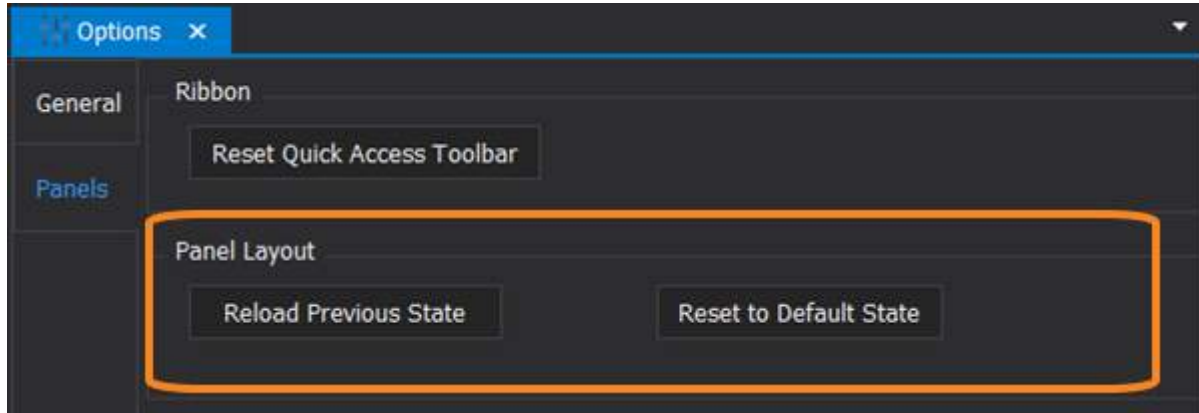 Options ×
General
Ribbon
Reset Quick Access Toolbar
Panels
Panel Layout
Reload Previous State
Reset to Default State